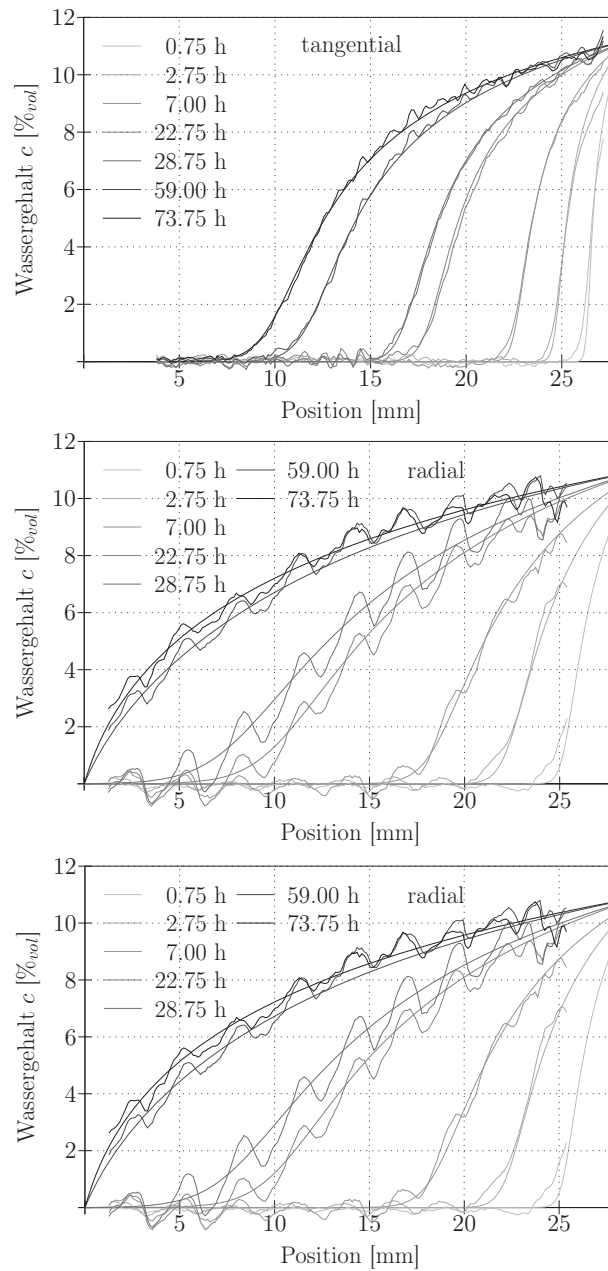 12
10
8
6
4
2
Wassergehalt c [%vol]
0.75 h
tangential
2.75 h
7.00 h
22.75 h
28.75 h
59.00 h
73.75 h
5 10 15 20 25
Position [mm]
12
10
8
6
4
2
Wassergehalt c [%vol]
0.75 h 59.00 h radial
2.75 h 73.75 h
7.00 h
22.75 h
28.75 h
5 10 15 20 25
Position [mm]
12
10
8
6
4
2
Wassergehalt c [%vol]
0.75 h 59.00 h radial
2.75 h 73.75 h
7.00 h
22.75 h
28.75 h
5 10 15 20 25
Position [mm]